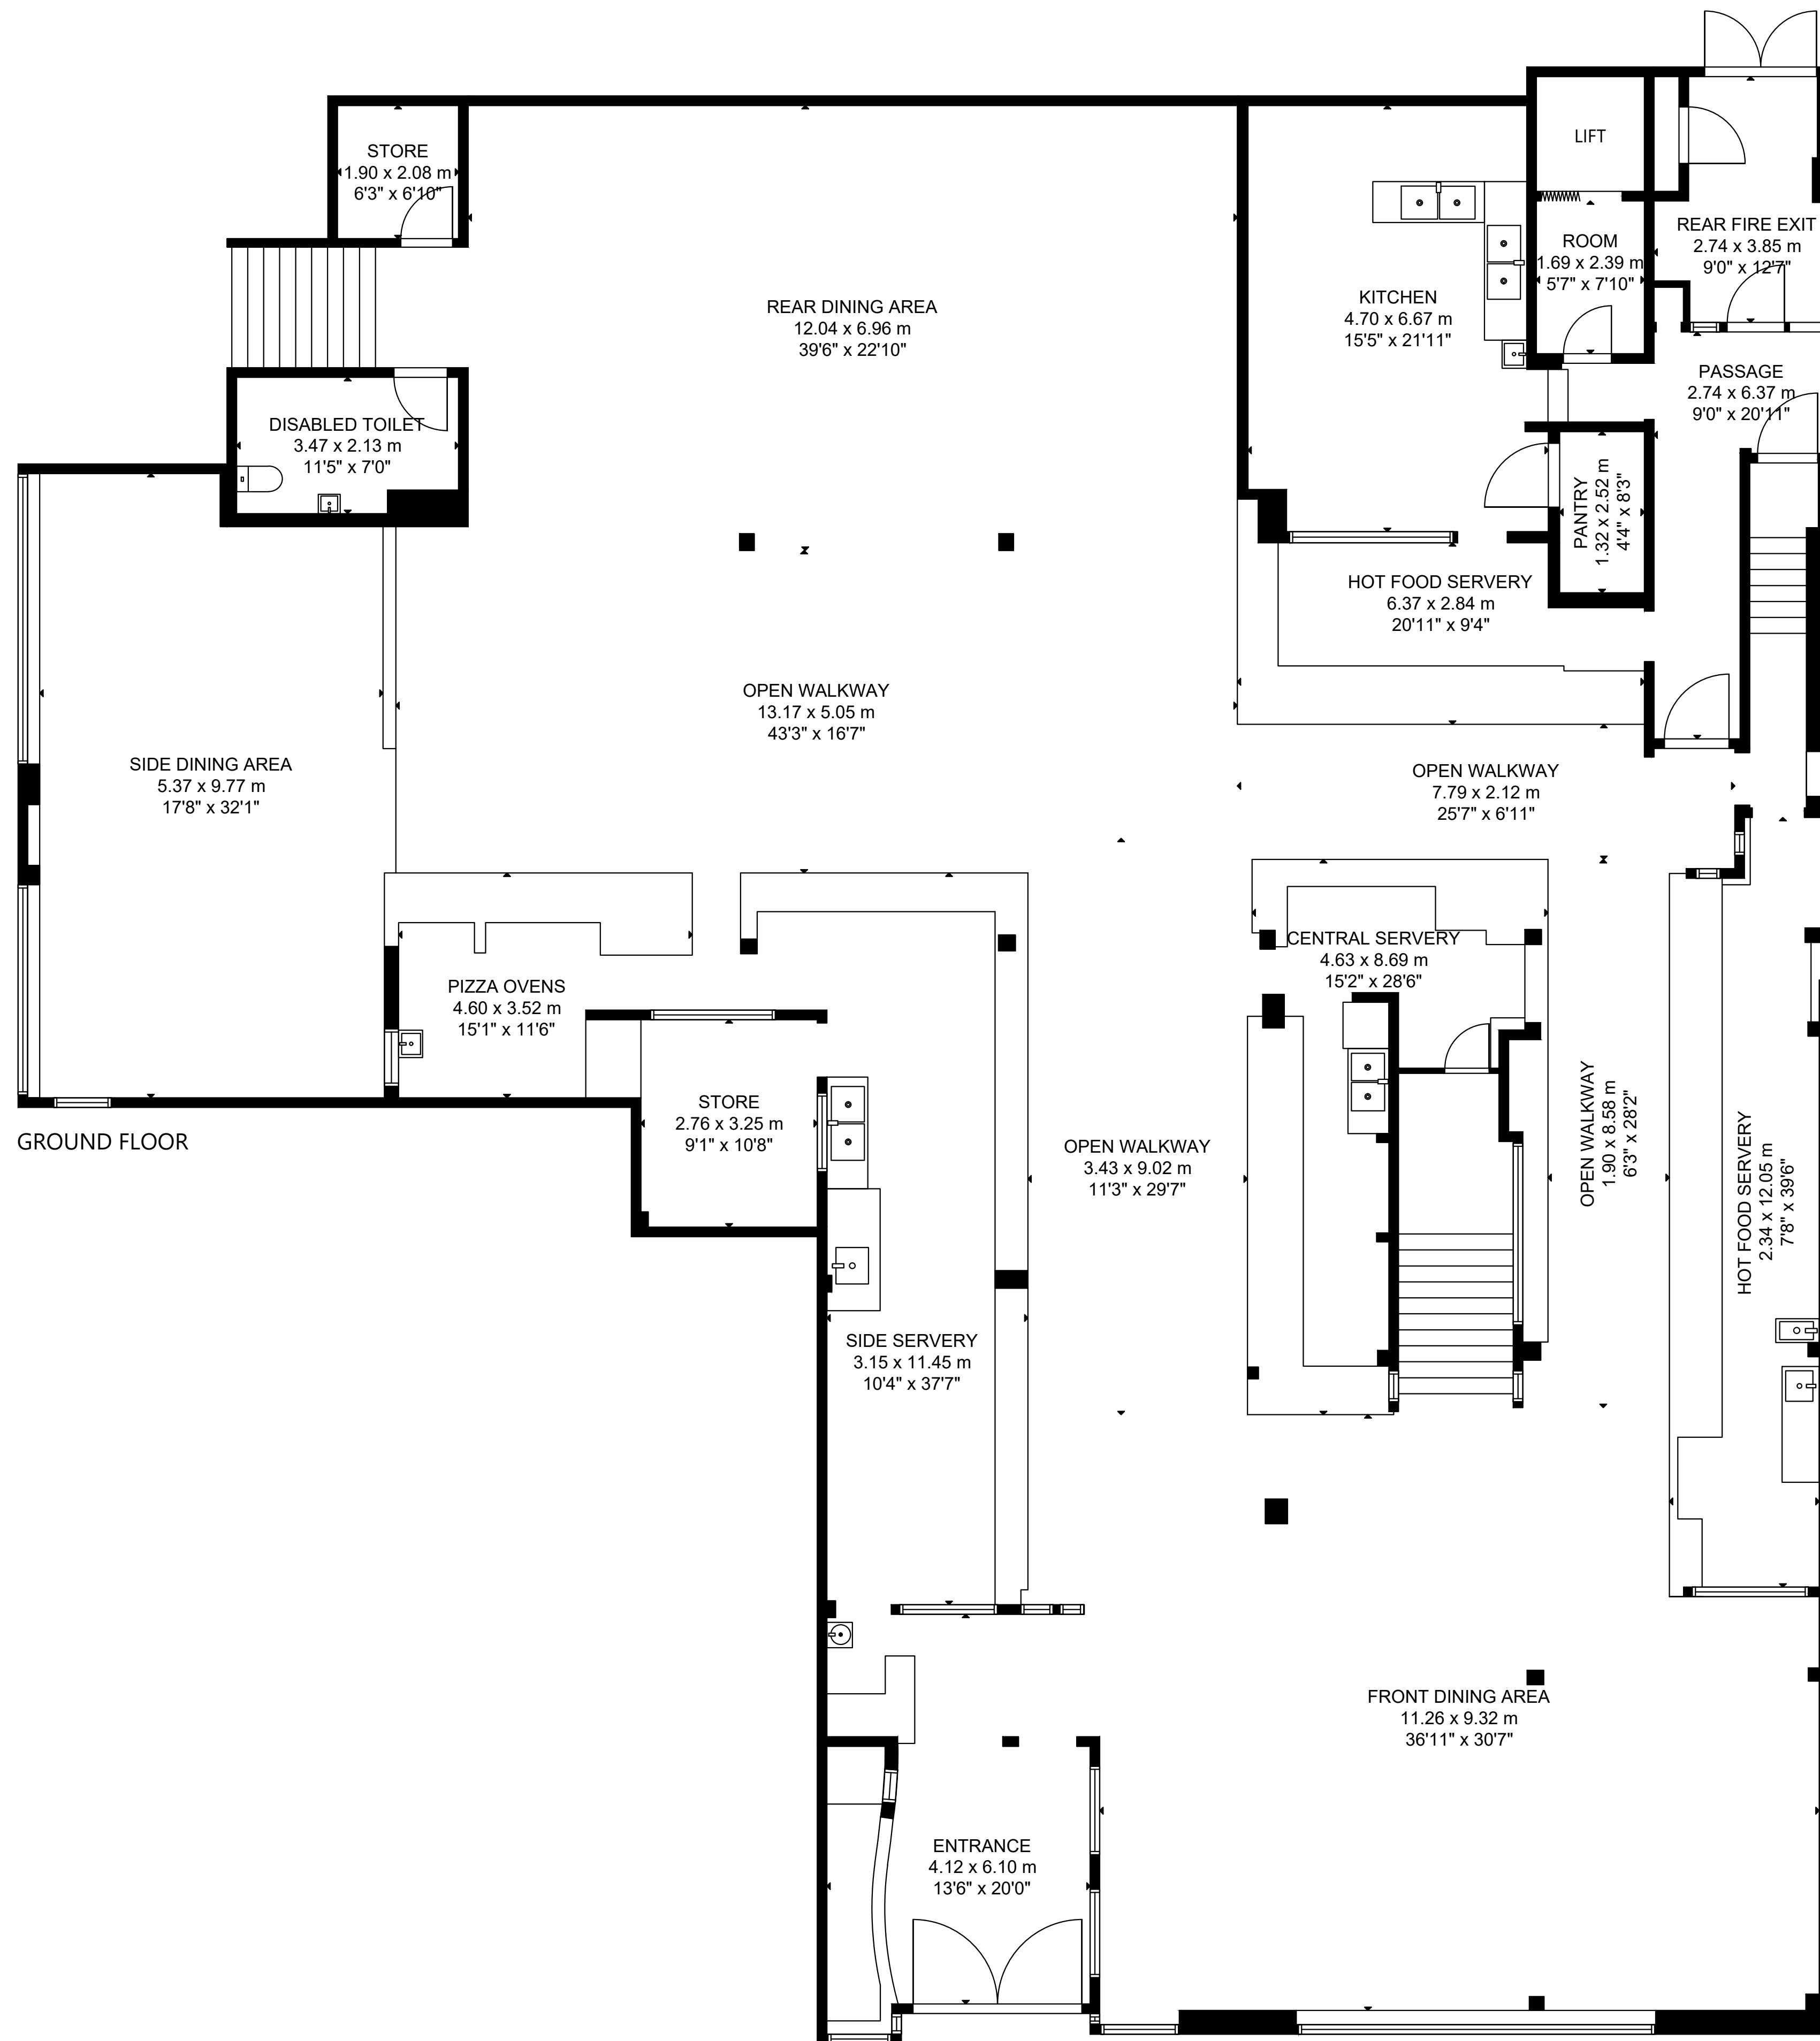 LIFT
STORE
1.90 x 2.08 m
6'3" x 6'10"
REAR FIRE EXIT
2.74 x 3.85 m
9'0" x 12'7"
ROOM
1.69 x 2.39 m
5'7" x 7'10"
REAR DINING AREA
12.04 x 6.96 m
39'6" x 22'10"
KITCHEN
4.70 x 6.67 m
15'5" x 21'11"
PASSAGE
2.74 x 6.37 m
9'0" x 20'11"
DISABLED TOILET
3.47 x 2.13 m
11'5" x 7'0"
PANTRY
1.32 x 2.52 m
4'4" x 8'3"
HOT FOOD SERVERY
6.37 x 2.84 m
20'11" x 9'4"
OPEN WALKWAY
13.17 x 5.05 m
43'3" x 16'7"
SIDE DINING AREA
5.37 x 9.77 m
17'8" x 32'1"
OPEN WALKWAY
7.79 x 2.12 m
25'7" x 6'11"
CENTRAL SERVERY
4.63 x 8.69 m
15'2" x 28'6"
PIZZA OVENS
4.60 x 3.52 m
15'1" x 11'6"
STORE
2.76 x 3.25 m
9'1" x 10'8"
GROUND FLOOR
OPEN WALKWAY
3.43 x 9.02 m
11'3" x 29'7"
OPEN WALKWAY
1.90 x 8.58 m
6'3" x 28'2"
HOT FOOD SERVERY
2.34 x 12.05 m
7'8" x 39'6"
SIDE SERVERY
3.15 x 11.45 m
10'4" x 37'7"
FRONT DINING AREA
11.26 x 9.32 m
36'11" x 30'7"
ENTRANCE
4.12 x 6.10 m
13'6" x 20'0"